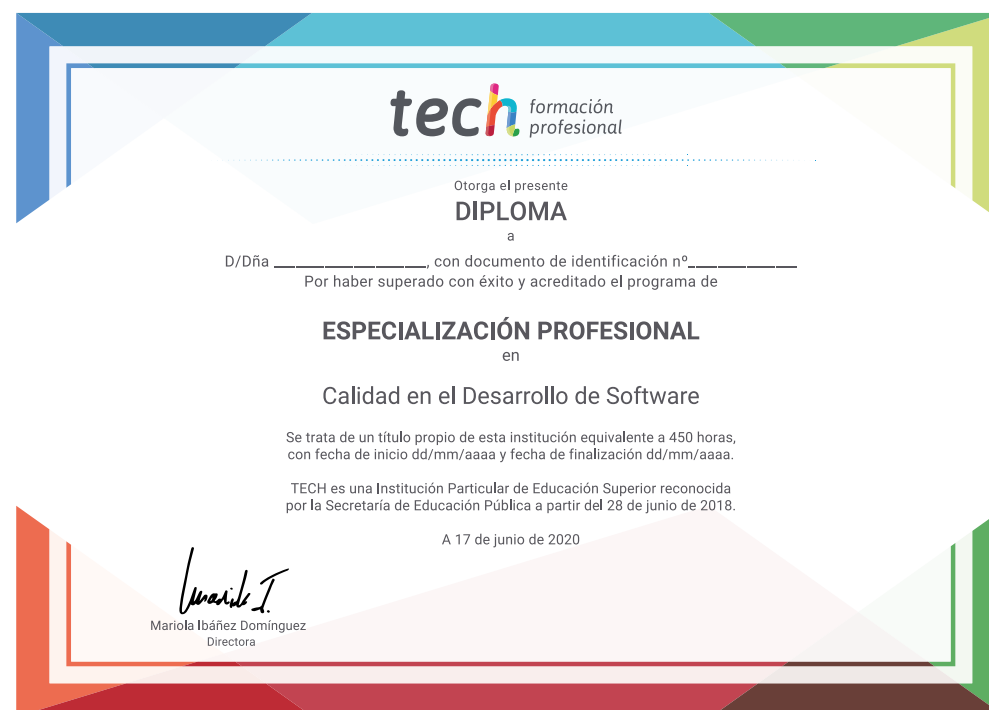 tech formación
profesional
Otorga el presente
DIPLOMA
a
D/Dña ________________, con documento de identificación nº____________
Por haber superado con éxito y acreditado el programa de
ESPECIALIZACIÓN PROFESIONAL
en
Calidad en el Desarrollo de Software
Se trata de un título propio de esta institución equivalente a 450 horas,
con fecha de inicio dd/mm/aaaa y fecha de finalización dd/mm/aaaa.
TECH es una Institución Particular de Educación Superior reconocida
por la Secretaría de Educación Pública a partir del 28 de junio de 2018.
A 17 de junio de 2020
Mariola Ibáñez Domínguez
Directora